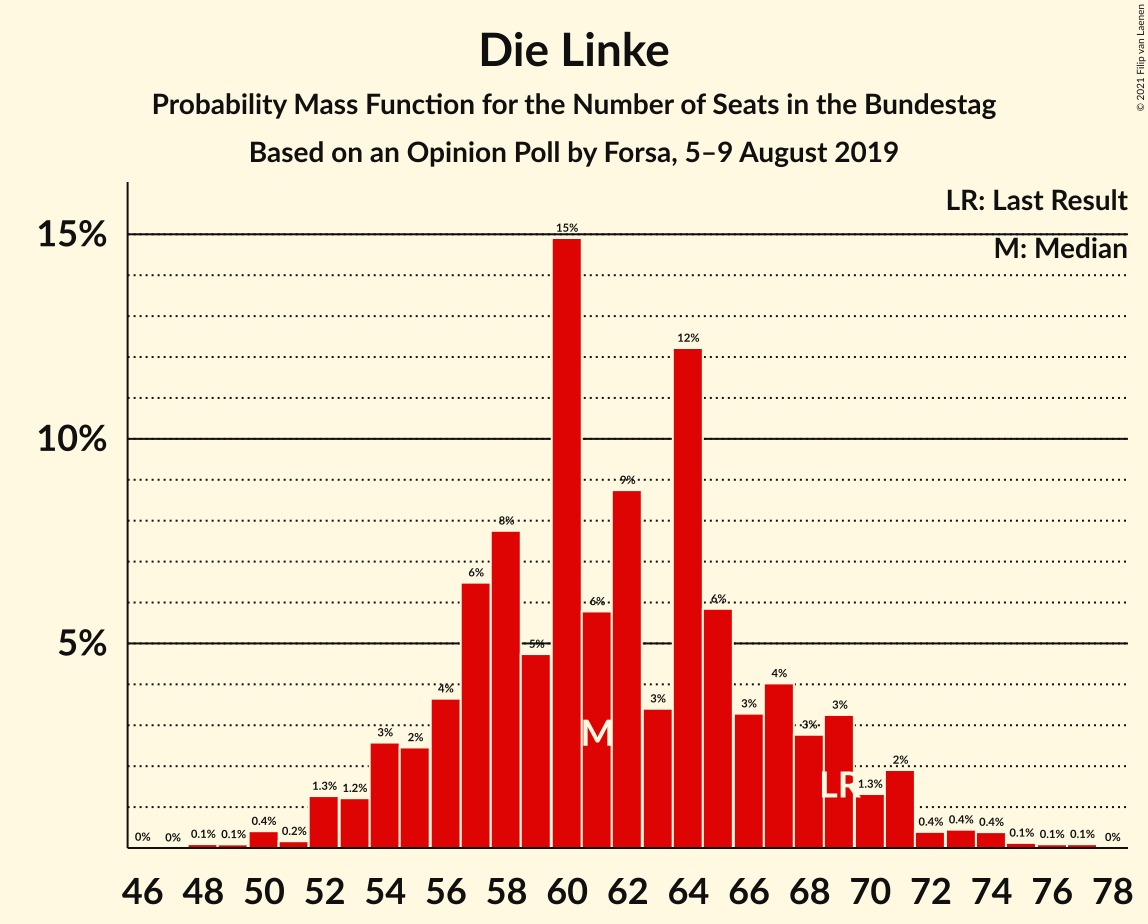 Die Linke
Probability Mass Function for the Number of Seats in the Bundestag
Based on an Opinion Poll by Forsa, 5–9 August 2019
© 2021 Filip van Laenen
LR: Last Result
M: Median
15%
10%
5%
0% 0% 0.1% 0.1% 0.4% 0.2% 1.3% 1.2% 3% 2% 4% 6% 8% 5% 15% 6% 9% 3% 12% 6% 3% 4% 3% 3% 1.3% 2% 0.4% 0.4% 0.4% 0.1% 0.1% 0.1% 0%
M
LR
46 48 50 52 54 56 58 60 62 64 66 68 70 72 74 76 78